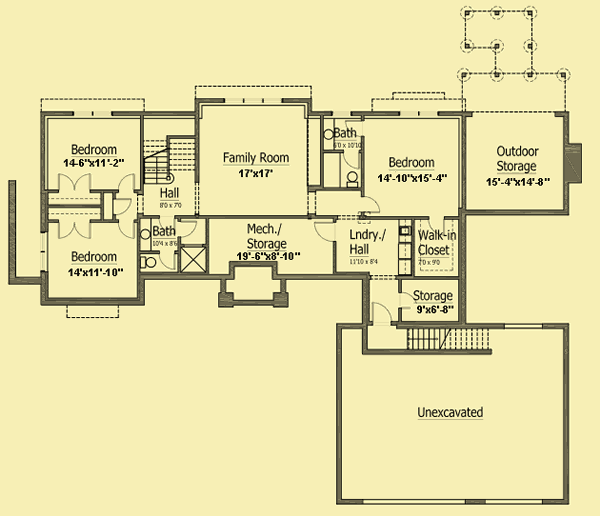 Bedroom
14-6"x11'-2"
Hall
8'0 x 7'0
Family Room
17'x17'
Bath
6'0 x 10'10
Bedroom
14'-10"x15'-4"
Outdoor
Storage
15'-4"x14'-8"
Bedroom
14'x11'-10"
Bath
10'4 x 8'6
Mech./
Storage
19'-6"x8'-10"
Lndry./
Hall
11'10 x 8'4
Walk-in
Closet
7'0 x 9'0
Storage
9'x6'-8"
Unexcavated